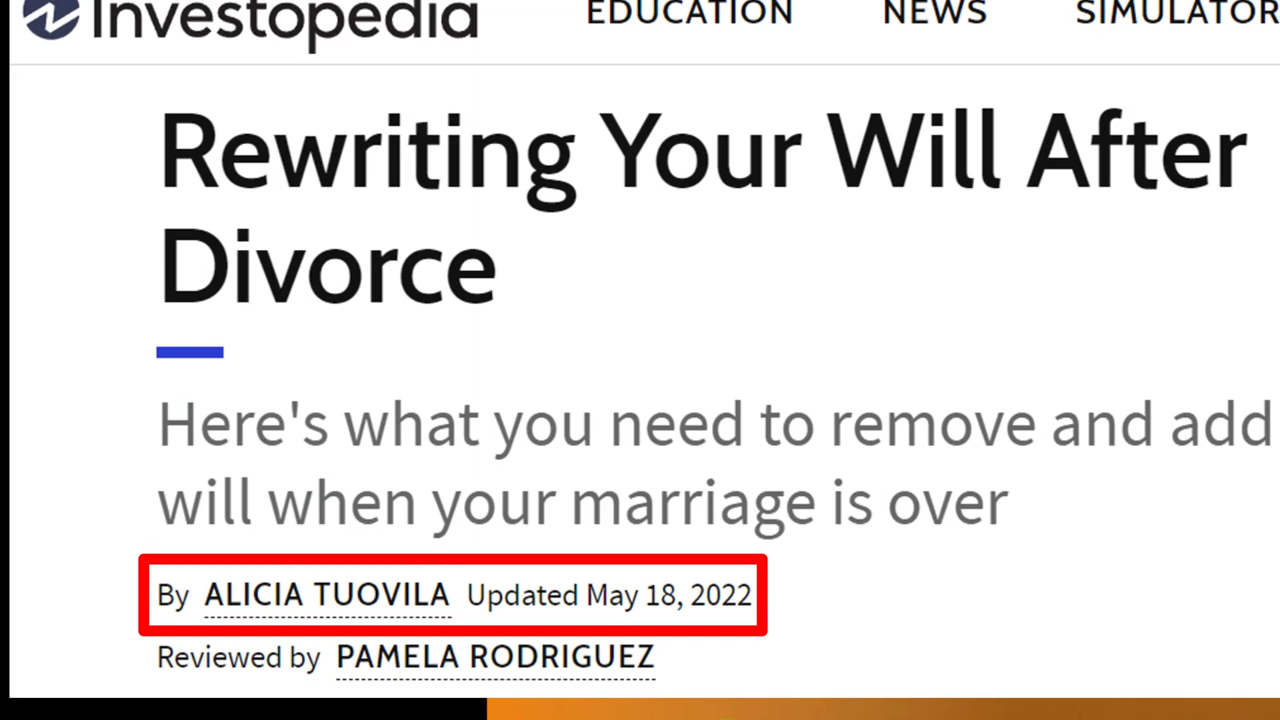 Investopedia EDUCATION NEWS SIMULATOR
Rewriting Your Will After
Divorce
Here's what you need to remove and add
will when your marriage is over
By ALICIA TUOVILA Updated May 18, 2022
Reviewed by PAMELA RODRIGUEZ